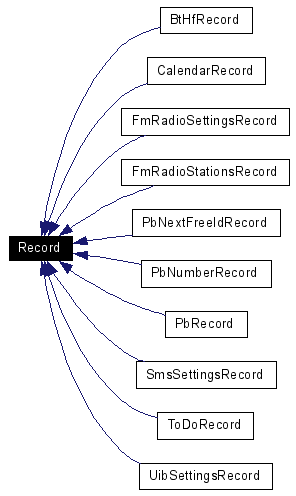 BtHfRecord
CalendarRecord
FmRadioSettingsRecord
FmRadioStationsRecord
PbNextFreeIdRecord
Record
PbNumberRecord
PbRecord
SmsSettingsRecord
ToDoRecord
UibSettingsRecord